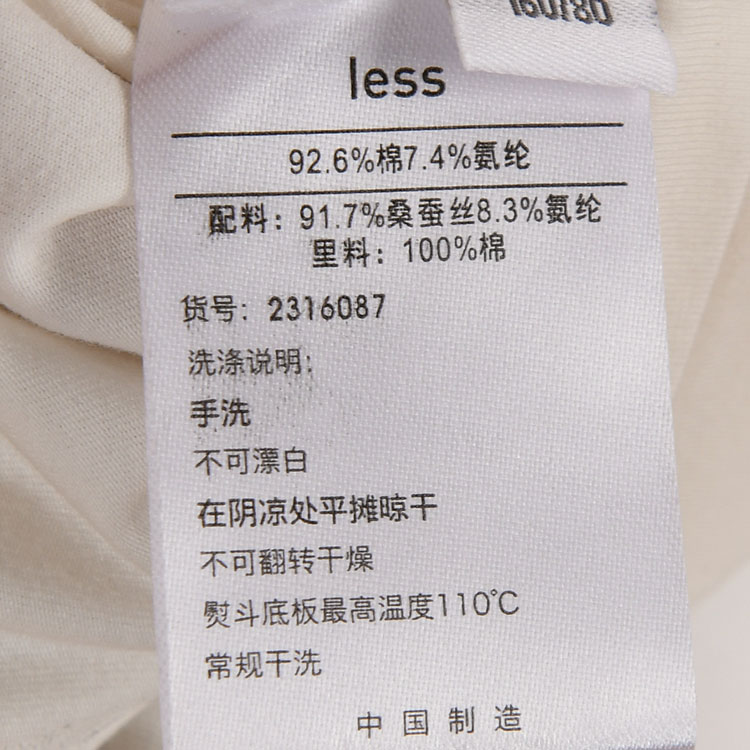 less
92.6%棉7.4%氨纶
配料：91.7%桑蚕丝8.3%氨纶
里料：100%棉
货号：2316087
洗涤说明：
手洗
不可漂白
在阴凉处平摊晾干
不可翻转干燥
熨斗底板最高温度110℃
常规干洗
中国制造